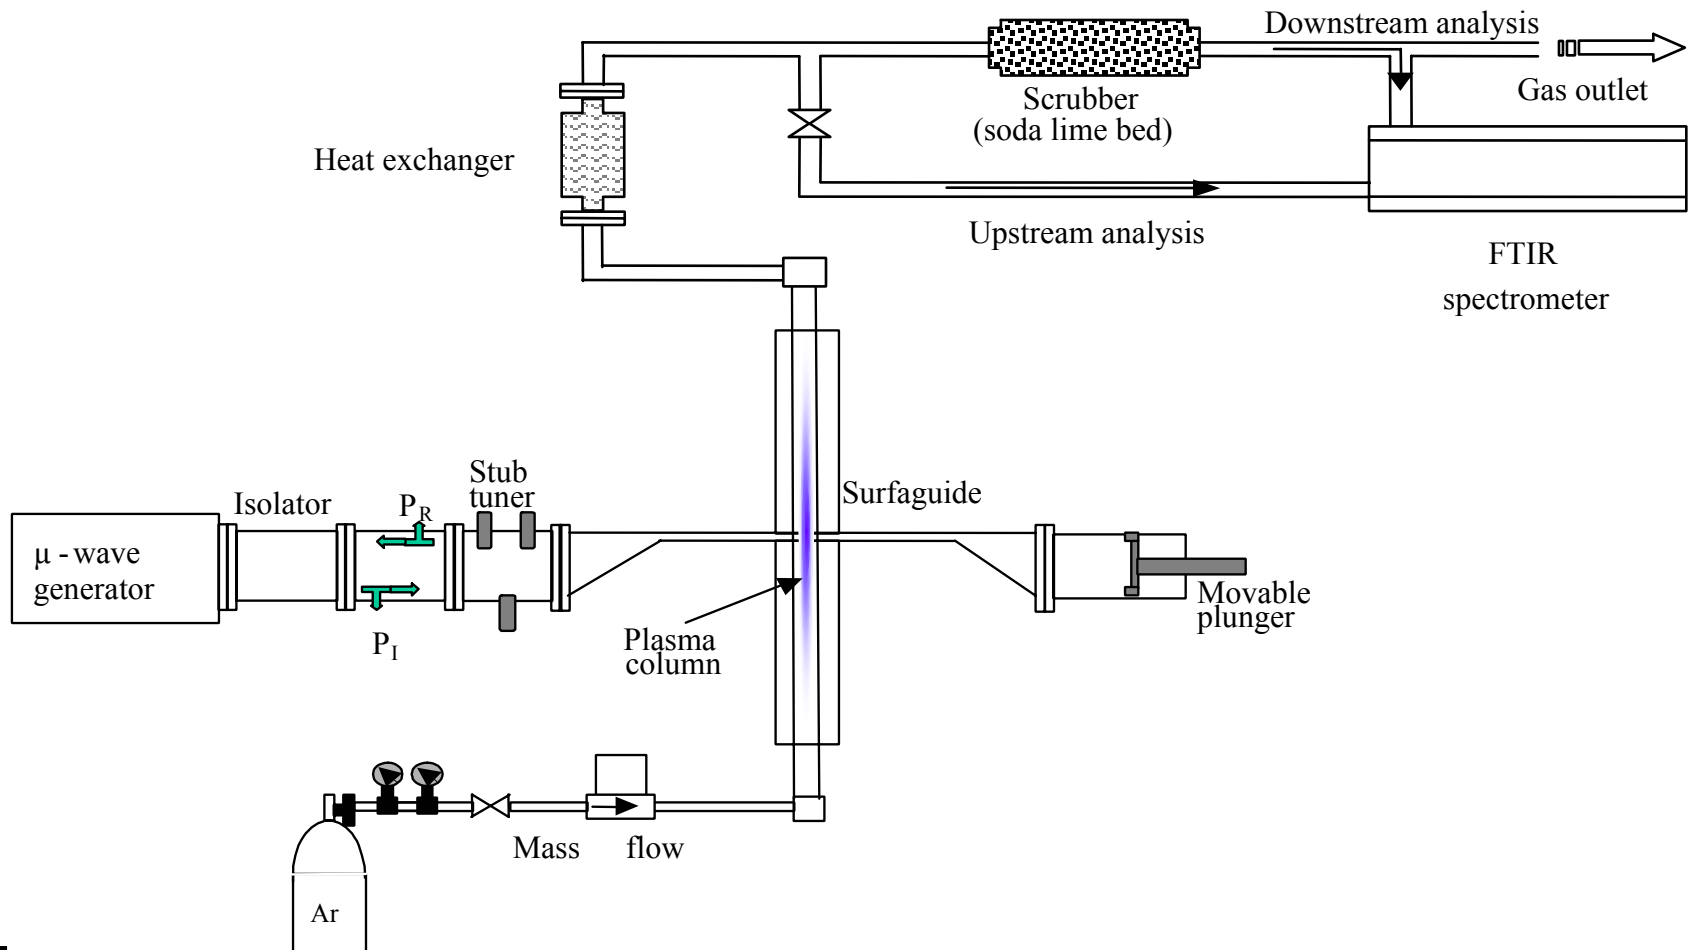 Downstream analysis
Gas outlet
Scrubber
(soda lime bed)
Heat exchanger
Upstream analysis
FTIR
spectrometer
Stub
tuner
Isolator
P_R
Surfaguide
μ - wave
generator
Movable
plunger
P_I
Plasma
column
Mass flow
Ar